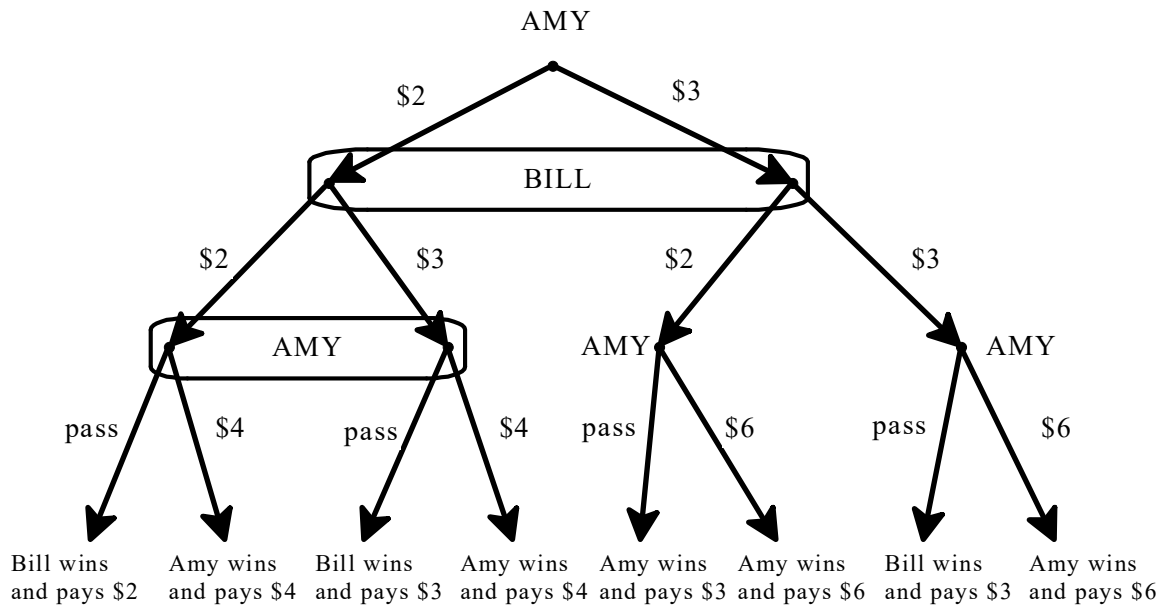 AMY
$2 $3
BILL
$2 $3 $2 $3
AMY AMY AMY
pass $4 pass $4 pass $6 pass $6
Bill wins Amy wins Bill wins Amy wins Amy wins Amy wins Bill wins Amy wins
and pays $2 and pays $4 and pays $3 and pays $4 and pays $3 and pays $6 and pays $3 and pays $6